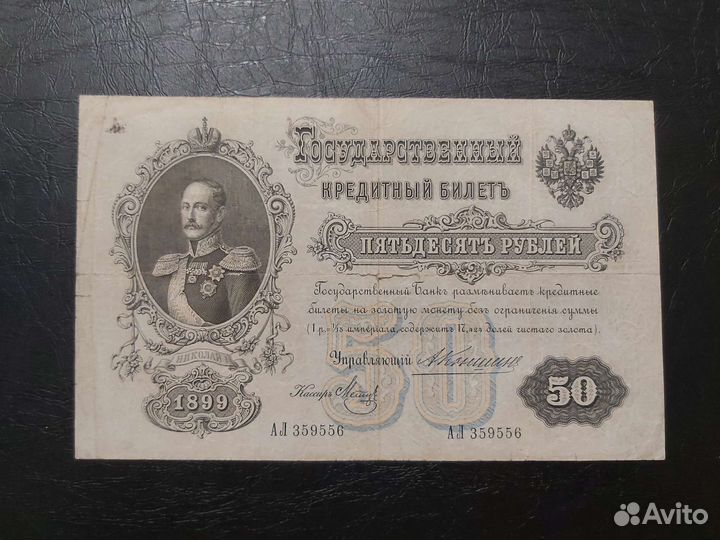 Государственный
кредитный билетъ
пятьдесятъ рублей
Государственный Банкъ размѣниваетъ кредитные
билеты на золотую монету безъ ограниченія суммы
(1 р.= 1/15 имперіала, содержитъ 17,424 долей чистаго золота).
Управляющій
Кассиръ
НИКОЛАЙ I
1899
50
50
АЛ 359556
АЛ 359556
Avito